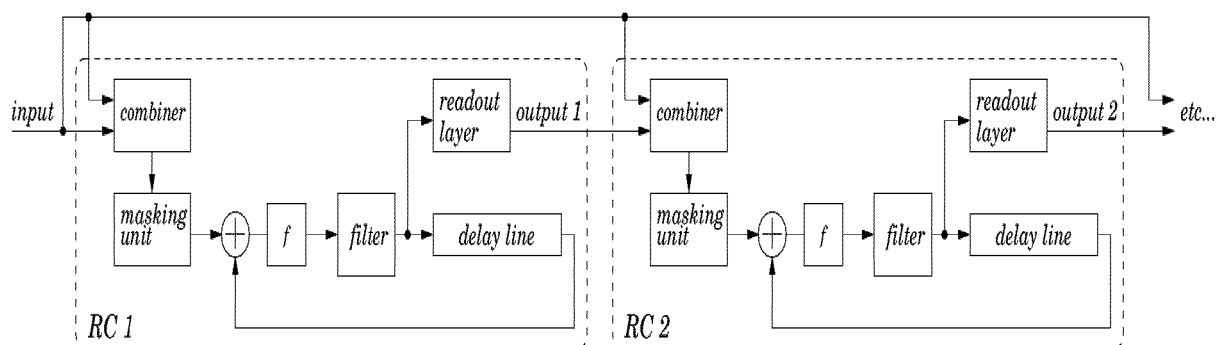 input
combiner
masking
unit
+
f
filter
readout
layer
output 1
delay line
RC 1
combiner
masking
unit
+
f
filter
readout
layer
output 2
delay line
RC 2
etc...